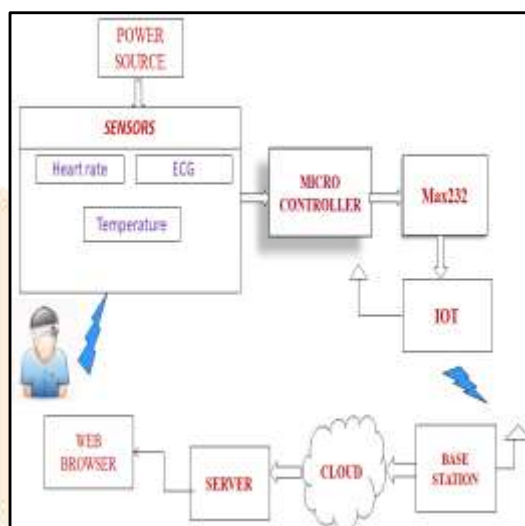 POWER
SOURCE
SENSORS
Heart rate
ECG
Temperature
MICRO
CONTROLLER
Max232
IOT
WEB
BROWSER
SERVER
CLOUD
BASE
STATION